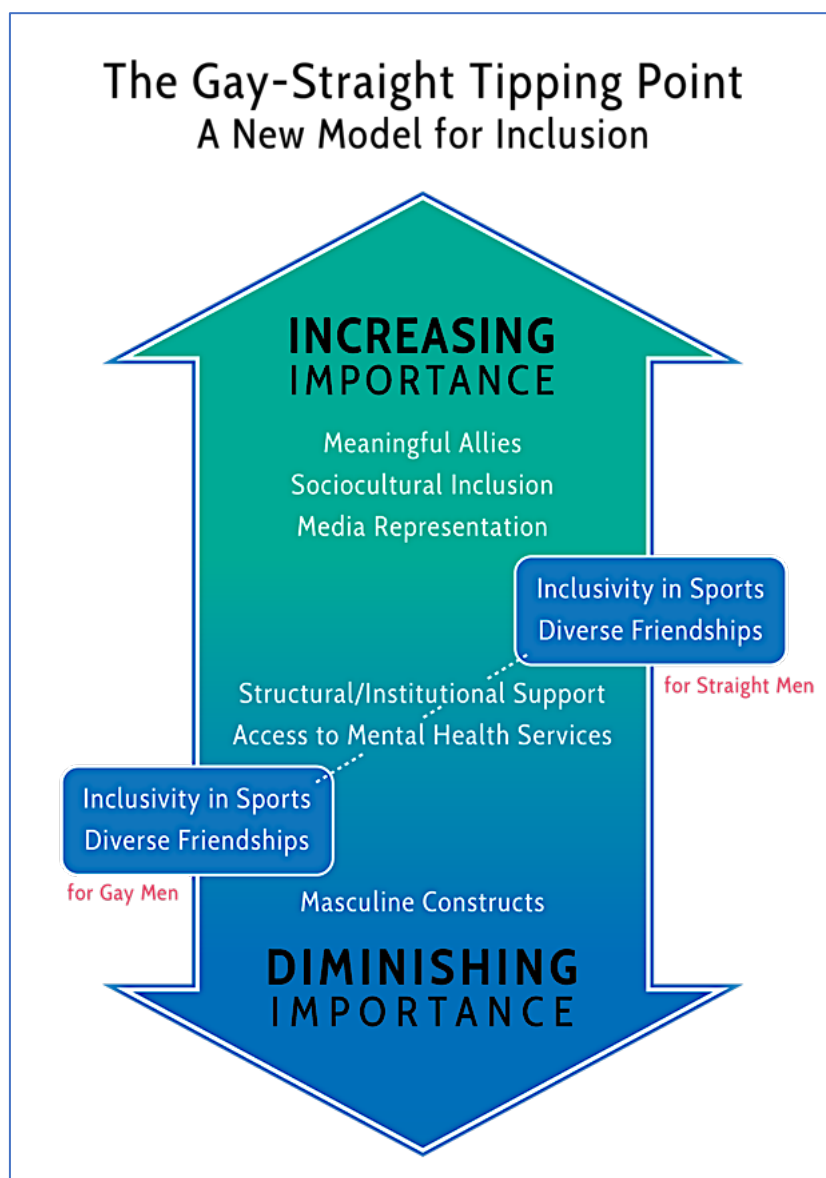 The Gay-Straight Tipping Point
A New Model for Inclusion
INCREASING
IMPORTANCE
Meaningful Allies
Sociocultural Inclusion
Media Representation
Inclusivity in Sports
Diverse Friendships
for Straight Men
Structural/Institutional Support
Access to Mental Health Services
Inclusivity in Sports
Diverse Friendships
for Gay Men
Masculine Constructs
DIMINISHING
IMPORTANCE